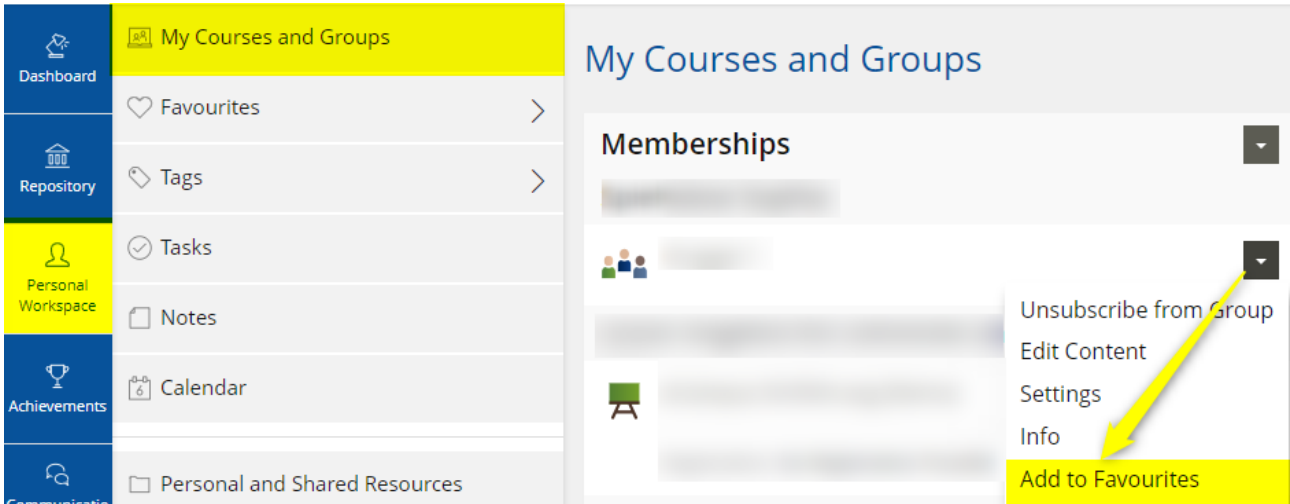 Dashboard
Repository
Personal
Workspace
Achievements
My Courses and Groups
Favourites
Tags
Tasks
Notes
6
Calendar
Personal and Shared Resources
My Courses and Groups
Memberships
Unsubscribe from Group
Edit Content
Settings
Info
Add to Favourites